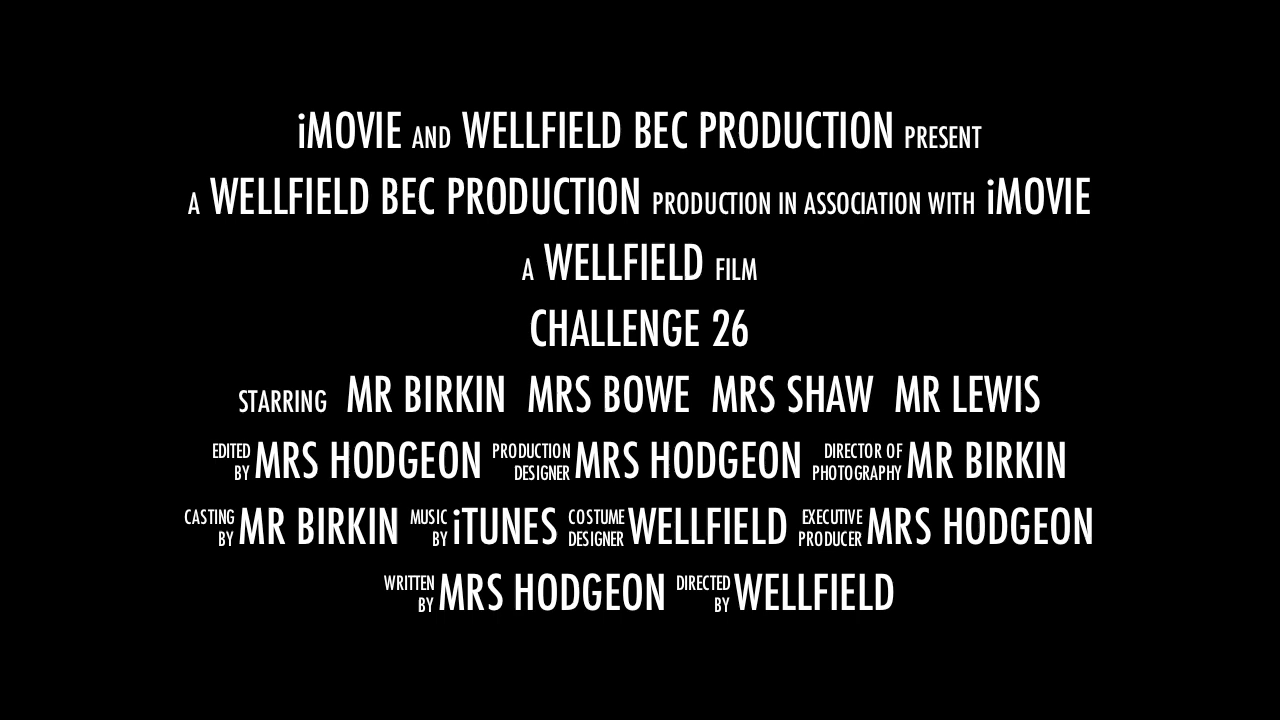 iMOVIE AND WELLFIELD BEC PRODUCTION PRESENT
A WELLFIELD BEC PRODUCTION PRODUCTION IN ASSOCIATION WITH iMOVIE
A WELLFIELD FILM
CHALLENGE 26
STARRING MR BIRKIN MRS BOWE MRS SHAW MR LEWIS
EDITED BY MRS HODGEON PRODUCTION DESIGNER MRS HODGEON DIRECTOR OF PHOTOGRAPHY MR BIRKIN
CASTING BY MR BIRKIN MUSIC BY iTUNES COSTUME DESIGNER WELLFIELD EXECUTIVE PRODUCER MRS HODGEON
WRITTEN BY MRS HODGEON DIRECTED BY WELLFIELD